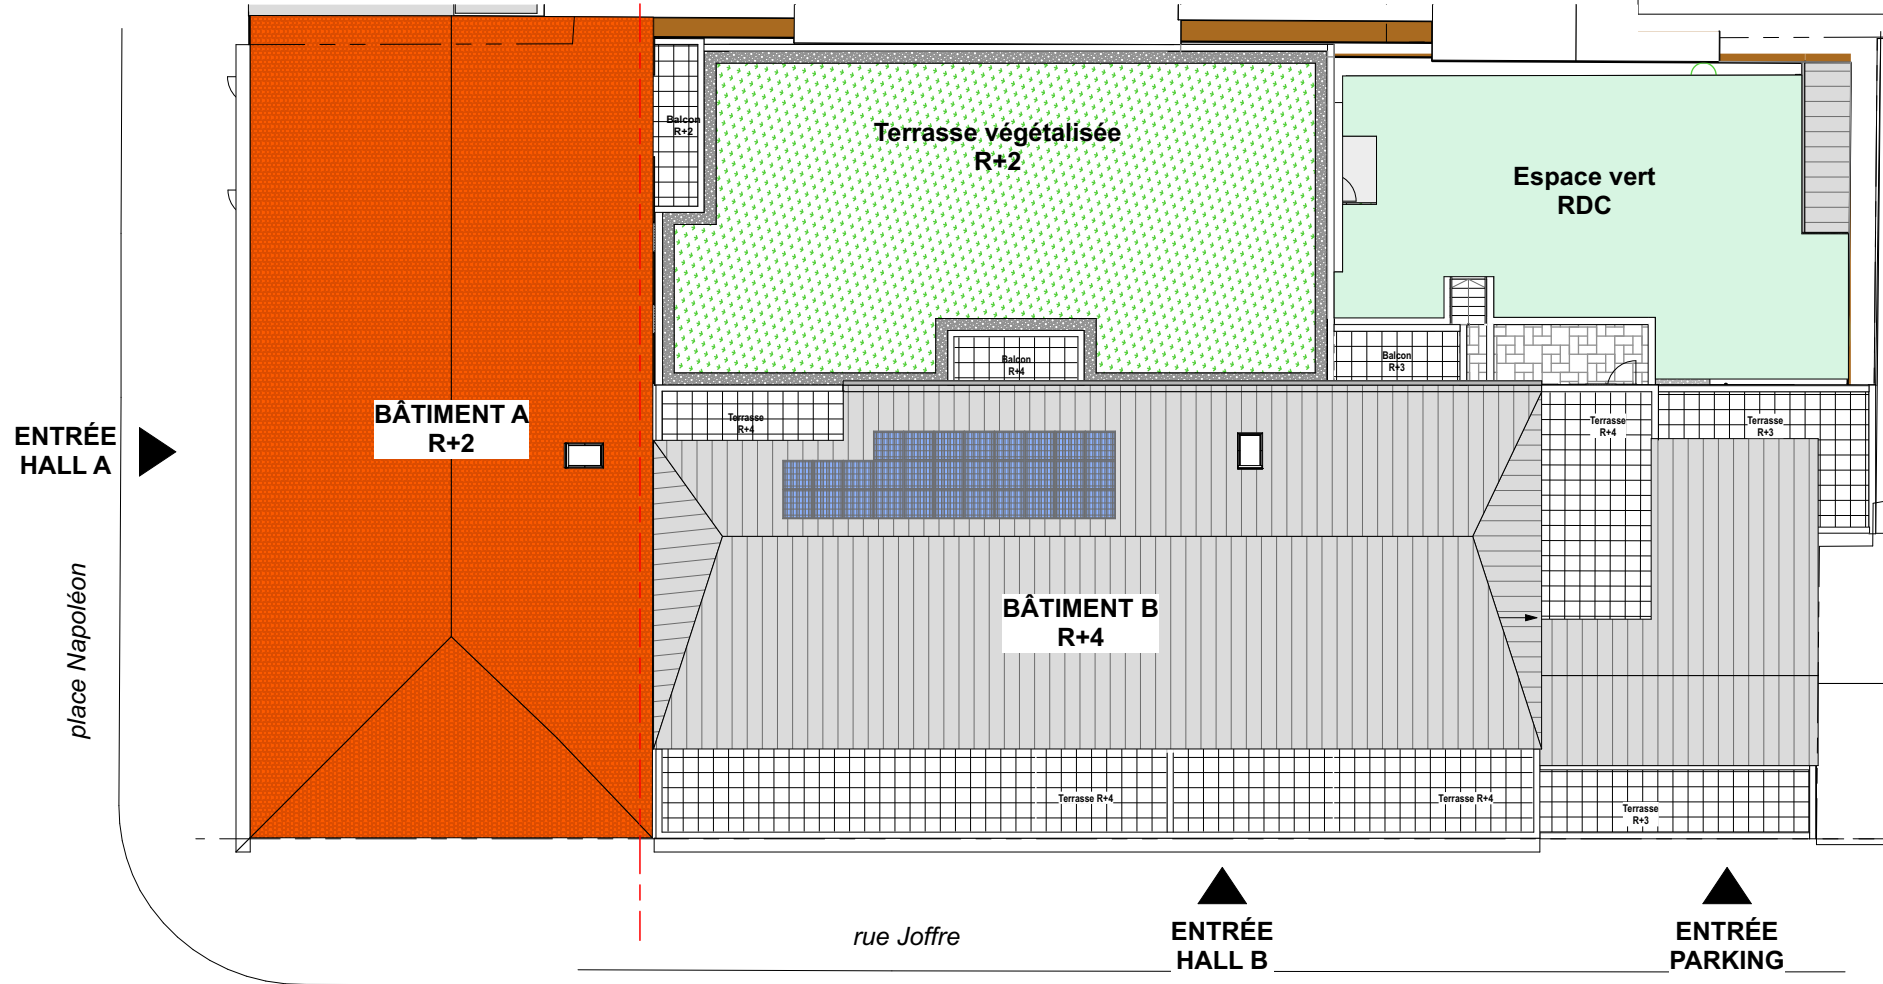 Balcon
R+2
Terrasse végétalisée
R+2
Espace vert
RDC
Balcon
R+4
Balcon
R+3
BÂTIMENT A
R+2
Terrasse
R+4
Terrasse
R+4
Terrasse
R+3
ENTRÉE
HALL A
place Napoléon
BÂTIMENT B
R+4
Terrasse R+4
Terrasse R+4
Terrasse
R+3
rue Joffre
ENTRÉE
HALL B
ENTRÉE
PARKING